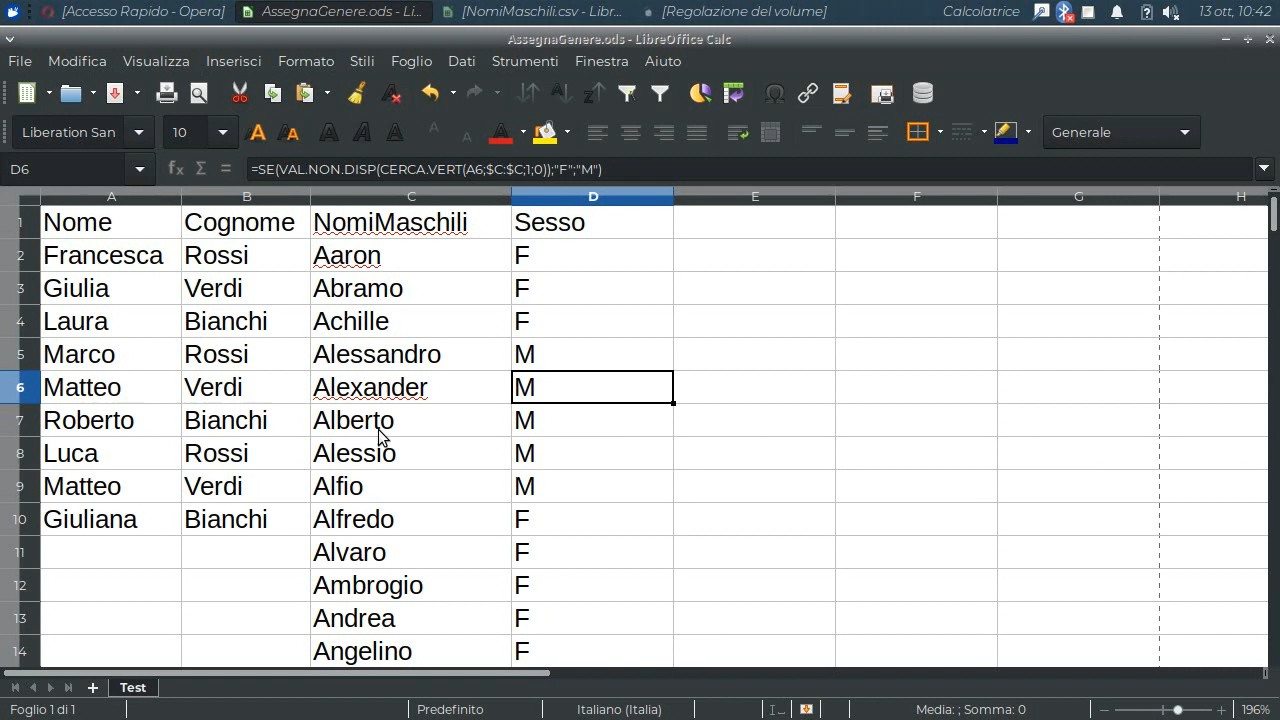 [Accesso Rapido - Opera] AssegnaGenere.ods - Li... [NomiMaschili.csv - Libr... [Regolazione del volume] Calcolatrice 13 ott, 10:42
AssegnaGenere.ods - LibreOffice Calc
File Modifica Visualizza Inserisci Formato Stili Foglio Dati Strumenti Finestra Aiuto
Liberation San 10 Generale
D6 =SE(VAL.NON.DISP(CERCA.VERT(A6;$C:$C;1;0));"F";"M")
A B C D E F G H
1 Nome Cognome NomiMaschili Sesso
2 Francesca Rossi Aaron F
3 Giulia Verdi Abramo F
4 Laura Bianchi Achille F
5 Marco Rossi Alessandro M
6 Matteo Verdi Alexander M
7 Roberto Bianchi Alberto M
8 Luca Rossi Alessio M
9 Matteo Verdi Alfio M
10 Giuliana Bianchi Alfredo F
11 Alvaro F
12 Ambrogio F
13 Andrea F
14 Angelino F
Test
Foglio 1 di 1 Predefinito Italiano (Italia) Media: ; Somma: 0 196%